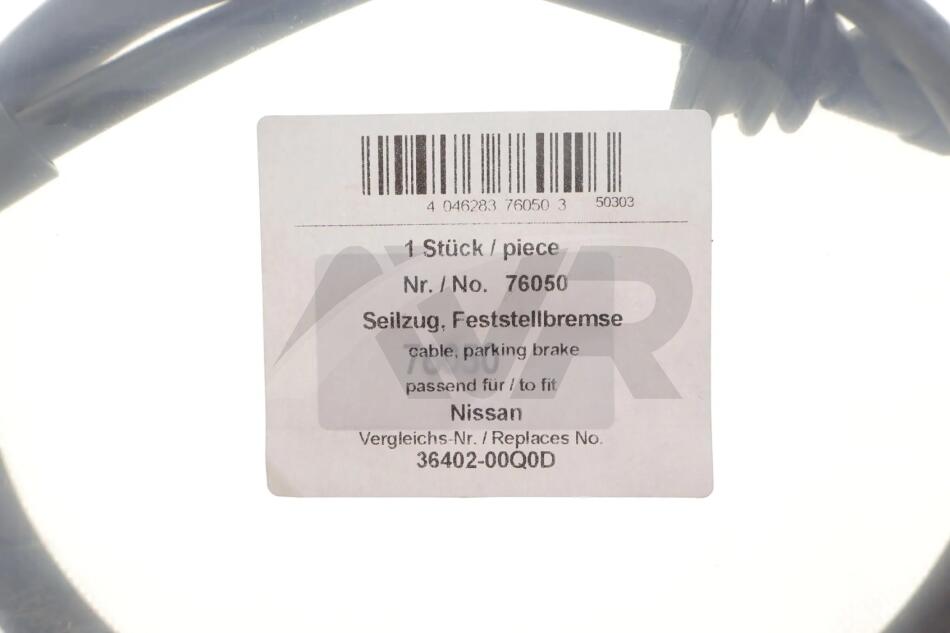 4 046283 76050 3 50303
1 Stück / piece
Nr. / No. 76050
Seilzug, Feststellbremse
cable, parking brake
76050
passend für / to fit
Nissan
Vergleichs-Nr. / Replaces No.
36402-00Q0D